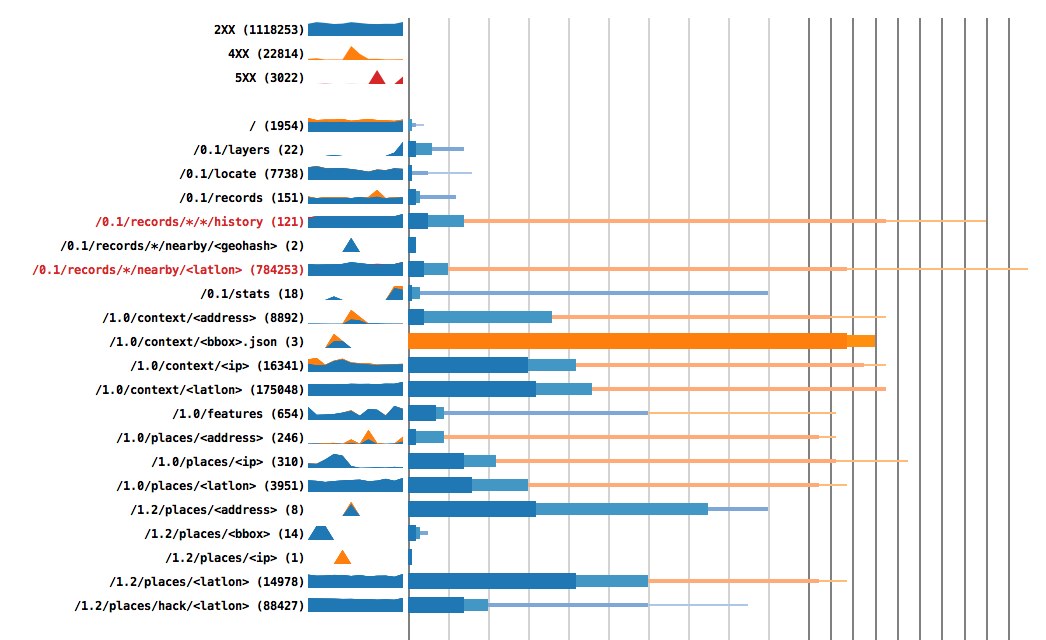 2XX (1118253)
4XX (22814)
5XX (3022)
/ (1954)
/0.1/layers (22)
/0.1/locate (7738)
/0.1/records (151)
/0.1/records/*/*/history (121)
/0.1/records/*/nearby/<geohash> (2)
/0.1/records/*/nearby/<latlon> (784253)
/0.1/stats (18)
/1.0/context/<address> (8892)
/1.0/context/<bbox>.json (3)
/1.0/context/<ip> (16341)
/1.0/context/<latlon> (175048)
/1.0/features (654)
/1.0/places/<address> (246)
/1.0/places/<ip> (310)
/1.0/places/<latlon> (3951)
/1.2/places/<address> (8)
/1.2/places/<bbox> (14)
/1.2/places/<ip> (1)
/1.2/places/<latlon> (14978)
/1.2/places/hack/<latlon> (88427)